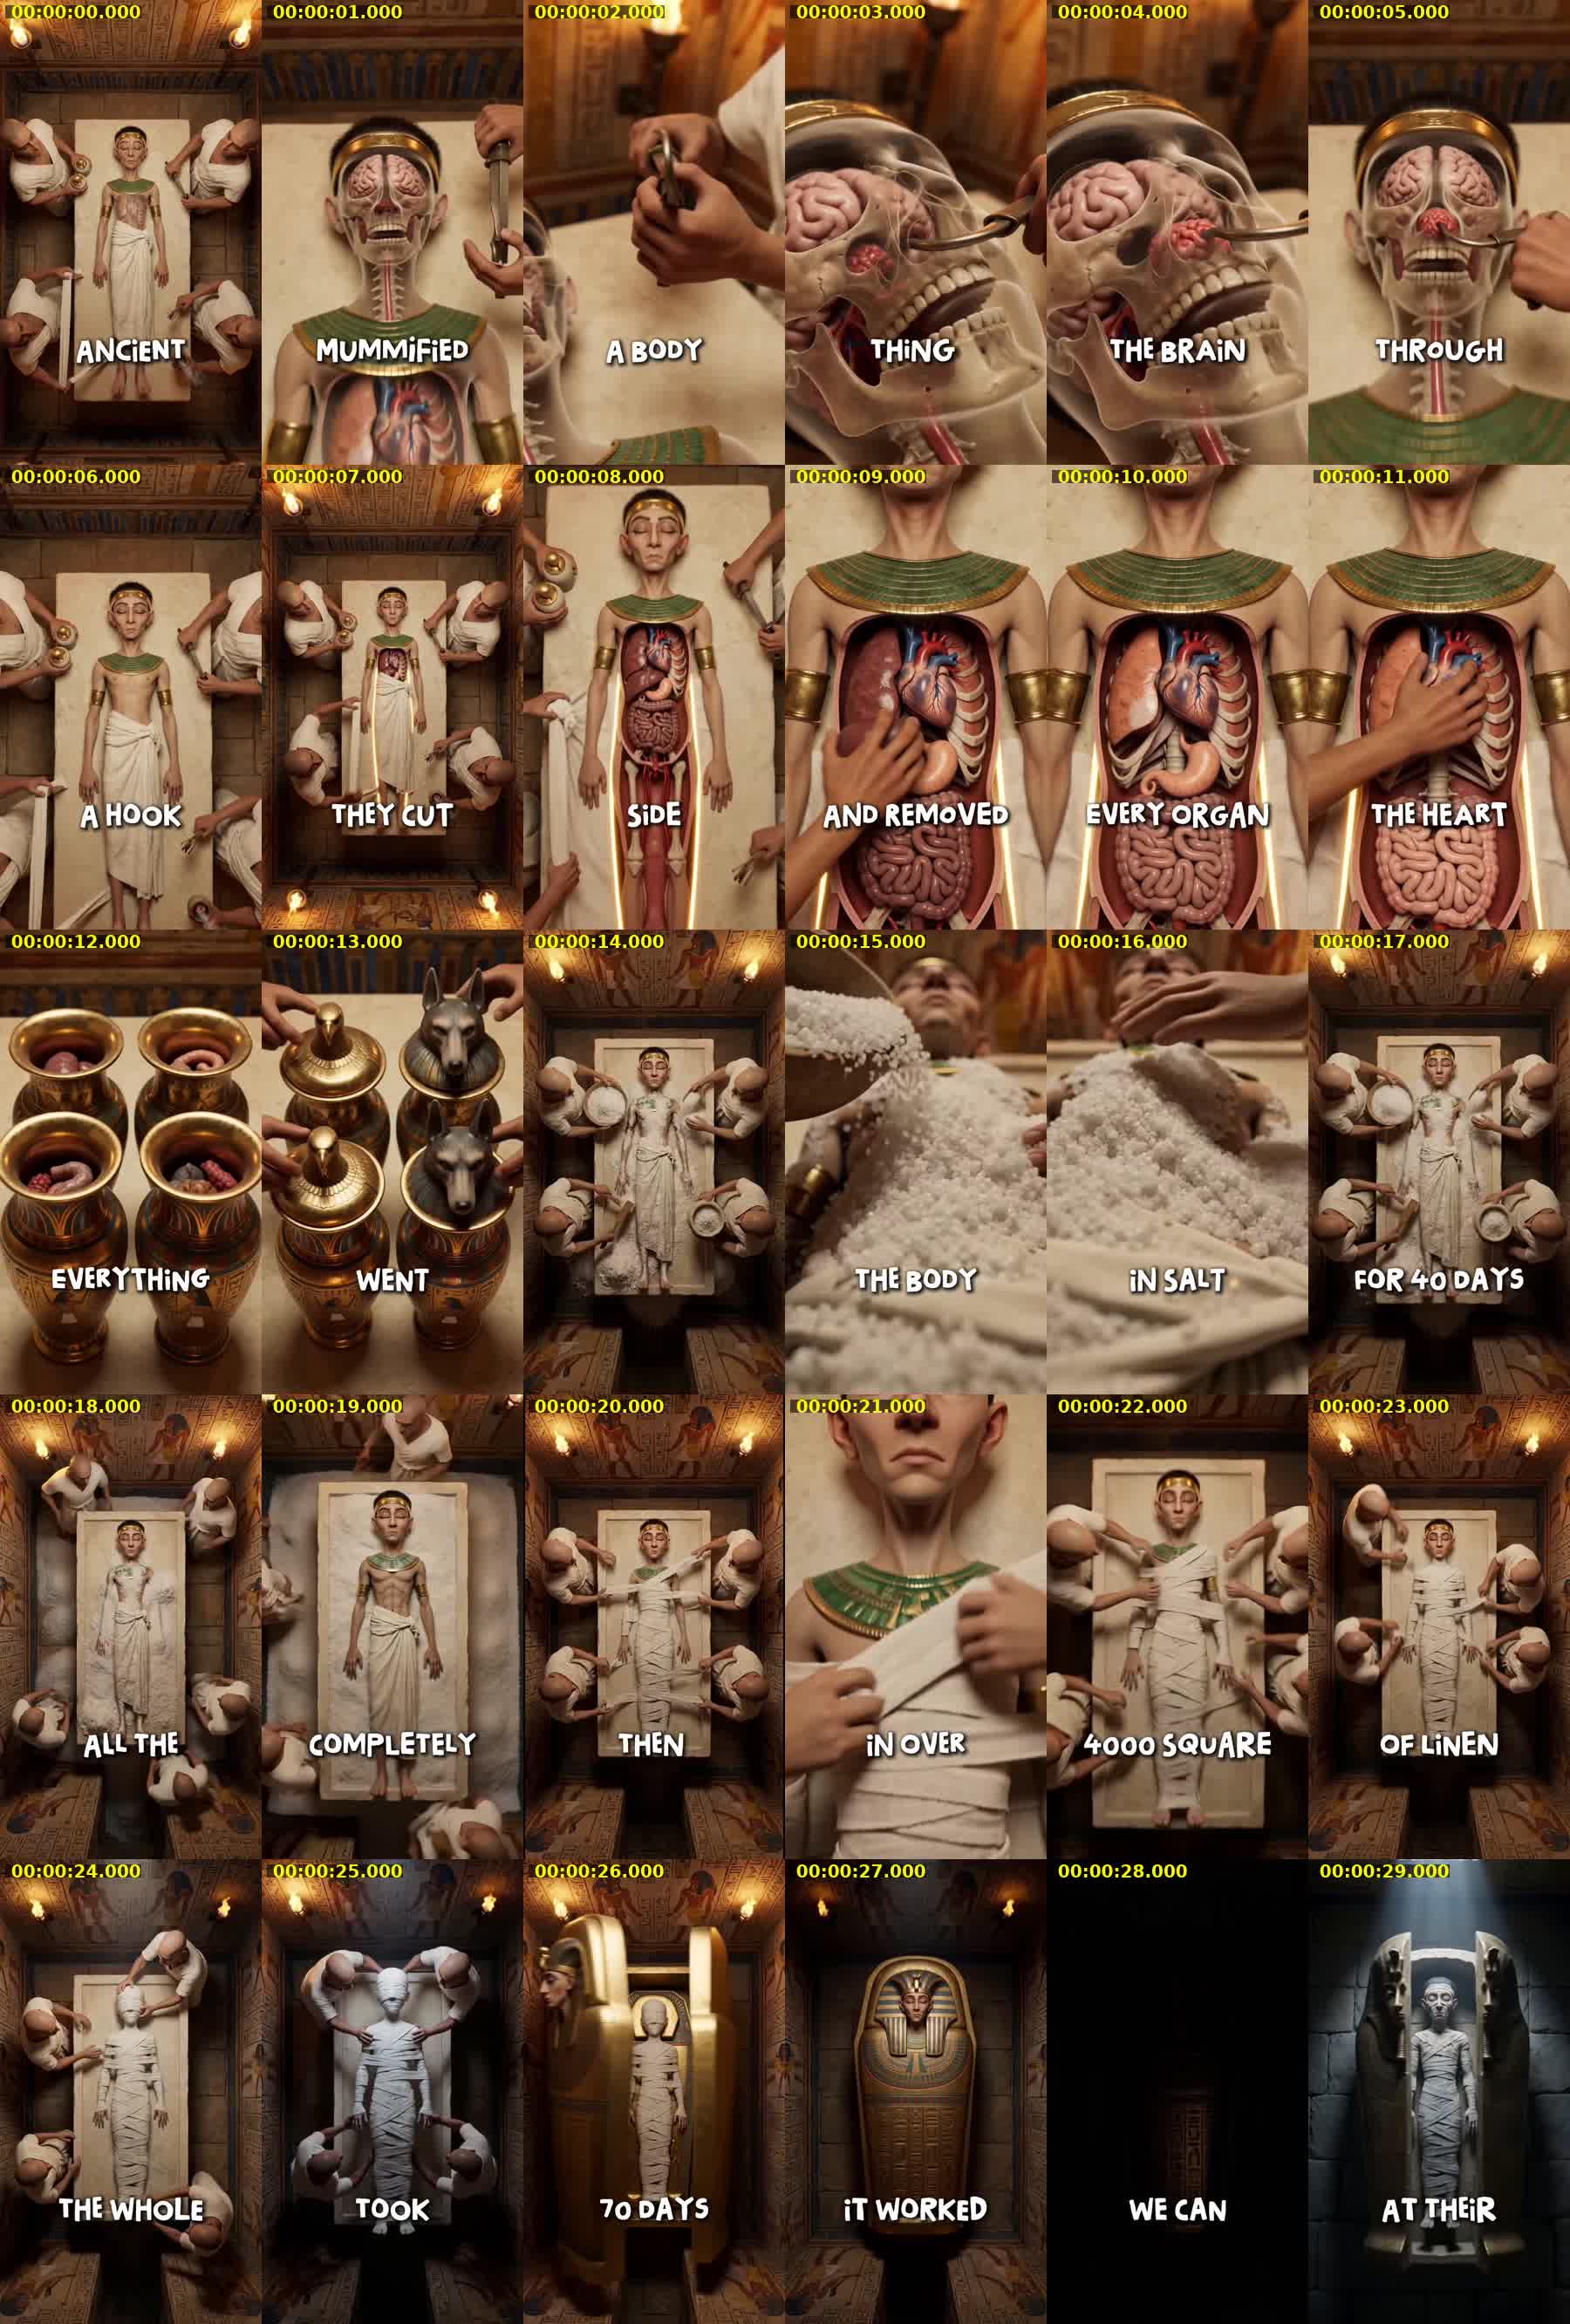 00:00:00.000
ANCiENT
00:00:01.000
MUMMiFiED
00:00:02.000
A BODY
00:00:03.000
THiNG
00:00:04.000
THE BRAiN
00:00:05.000
THROUGH
00:00:06.000
A HOOK
00:00:07.000
THEY CUT
00:00:08.000
SiDE
00:00:09.000
AND REMOVED
00:00:10.000
EVERY ORGAN
00:00:11.000
THE HEART
00:00:12.000
EVERYTHiNG
00:00:13.000
WENT
00:00:14.000
00:00:15.000
THE BODY
00:00:16.000
iN SALT
00:00:17.000
FOR 40 DAYS
00:00:18.000
ALL THE
00:00:19.000
COMPLETELY
00:00:20.000
THEN
00:00:21.000
iN OVER
00:00:22.000
4000 SQUARE
00:00:23.000
OF LiNEN
00:00:24.000
THE WHOLE
00:00:25.000
TOOK
00:00:26.000
70 DAYS
00:00:27.000
iT WORKED
00:00:28.000
WE CAN
00:00:29.000
AT THEiR